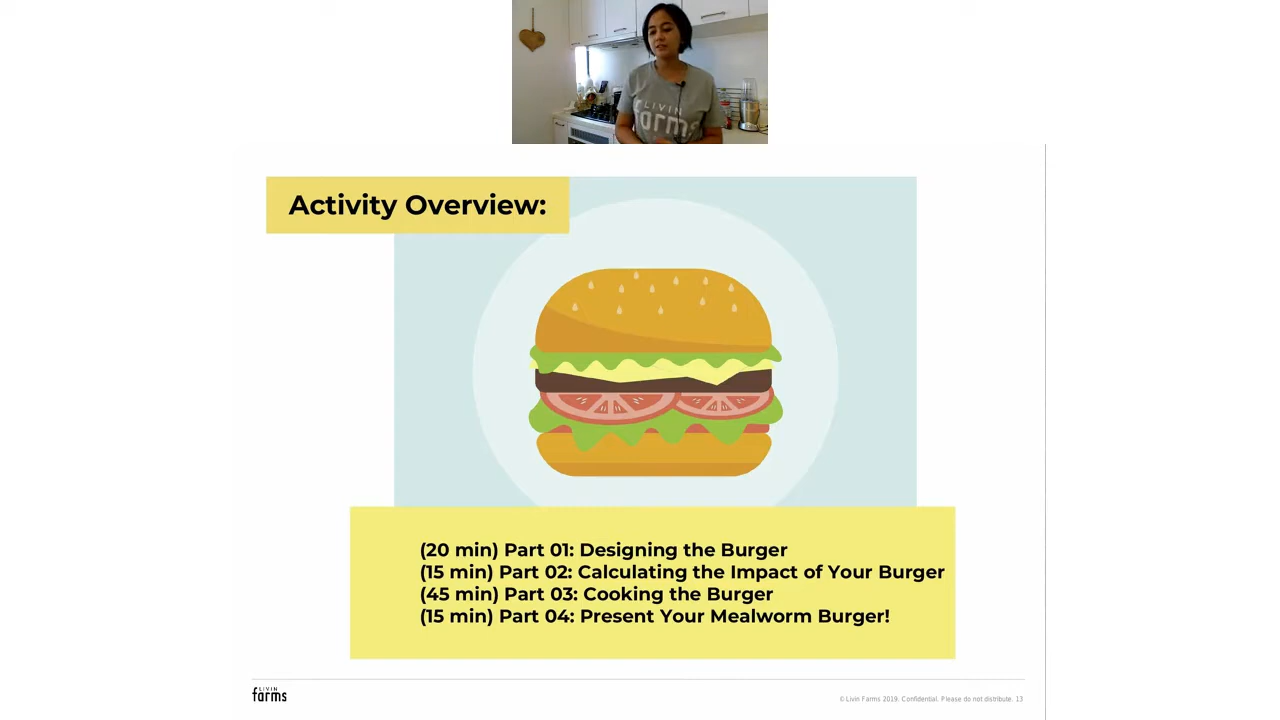 LIVIN
farms
Activity Overview:
(20 min) Part 01: Designing the Burger
(15 min) Part 02: Calculating the Impact of Your Burger
(45 min) Part 03: Cooking the Burger
(15 min) Part 04: Present Your Mealworm Burger!
LIVIN
farms
© Livin Farms 2019. Confidential. Please do not distribute. 13